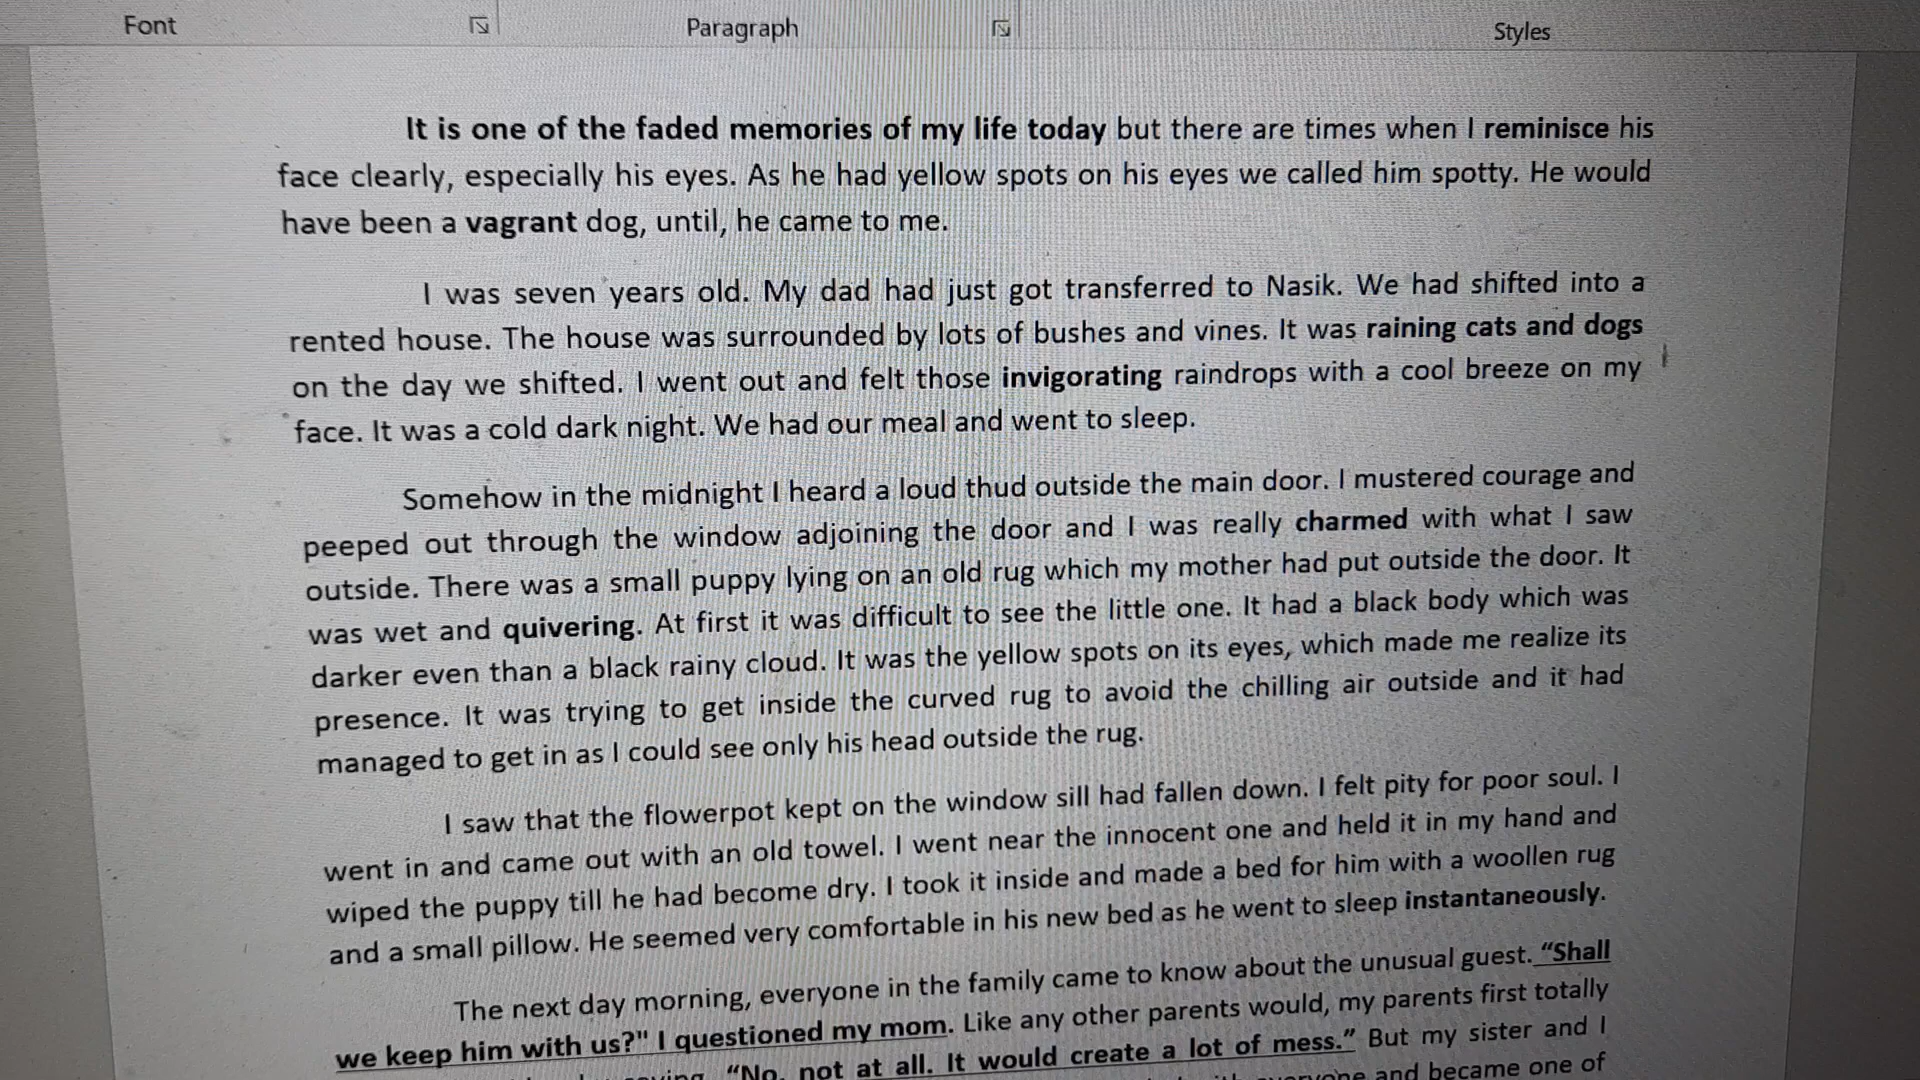 Font
Paragraph
Styles
It is one of the faded memories of my life today but there are times when I reminisce his
face clearly, especially his eyes. As he had yellow spots on his eyes we called him spotty. He would
have been a vagrant dog, until, he came to me.
I was seven years old. My dad had just got transferred to Nasik. We had shifted into a
rented house. The house was surrounded by lots of bushes and vines. It was raining cats and dogs
on the day we shifted. I went out and felt those invigorating raindrops with a cool breeze on my
face. It was a cold dark night. We had our meal and went to sleep.
Somehow in the midnight I heard a loud thud outside the main door. I mustered courage and
peeped out through the window adjoining the door and I was really charmed with what I saw
outside. There was a small puppy lying on an old rug which my mother had put outside the door. It
was wet and quivering. At first it was difficult to see the little one. It had a black body which was
darker even than a black rainy cloud. It was the yellow spots on its eyes, which made me realize its
presence. It was trying to get inside the curved rug to avoid the chilling air outside and it had
managed to get in as I could see only his head outside the rug.
I saw that the flowerpot kept on the window sill had fallen down. I felt pity for poor soul. I
went in and came out with an old towel. I went near the innocent one and held it in my hand and
wiped the puppy till he had become dry. I took it inside and made a bed for him with a woollen rug
and a small pillow. He seemed very comfortable in his new bed as he went to sleep instantaneously.
The next day morning, everyone in the family came to know about the unusual guest. “Shall
we keep him with us?" I questioned my mom. Like any other parents would, my parents first totally
“No, not at all. It would create a lot of mess.” But my sister and I
everyone and became one of